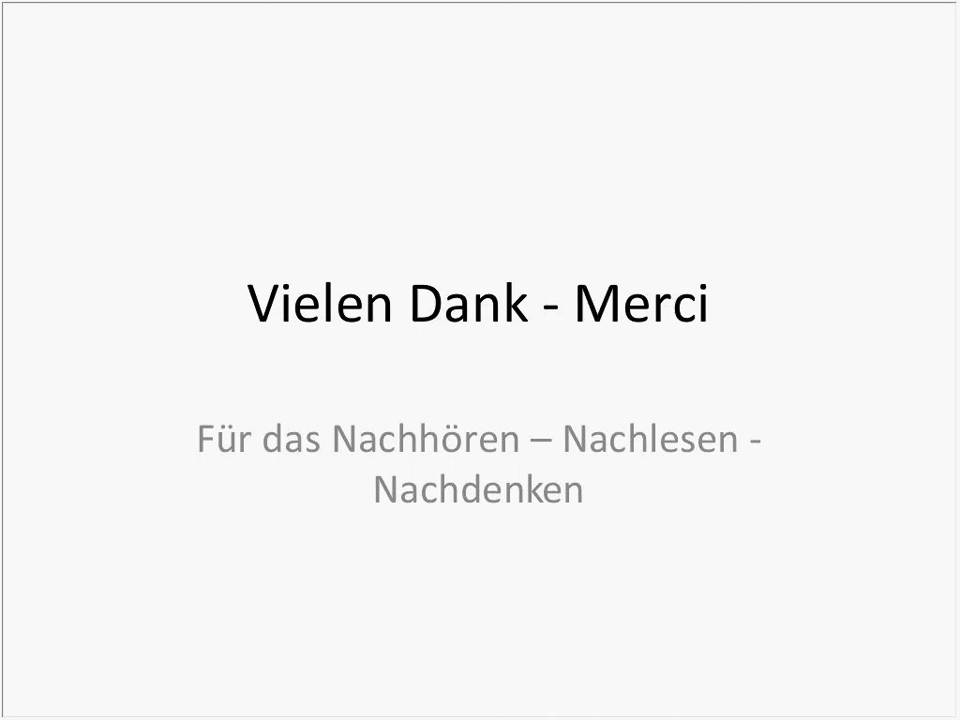 Vielen Dank - Merci
Für das Nachhören – Nachlesen -
Nachdenken